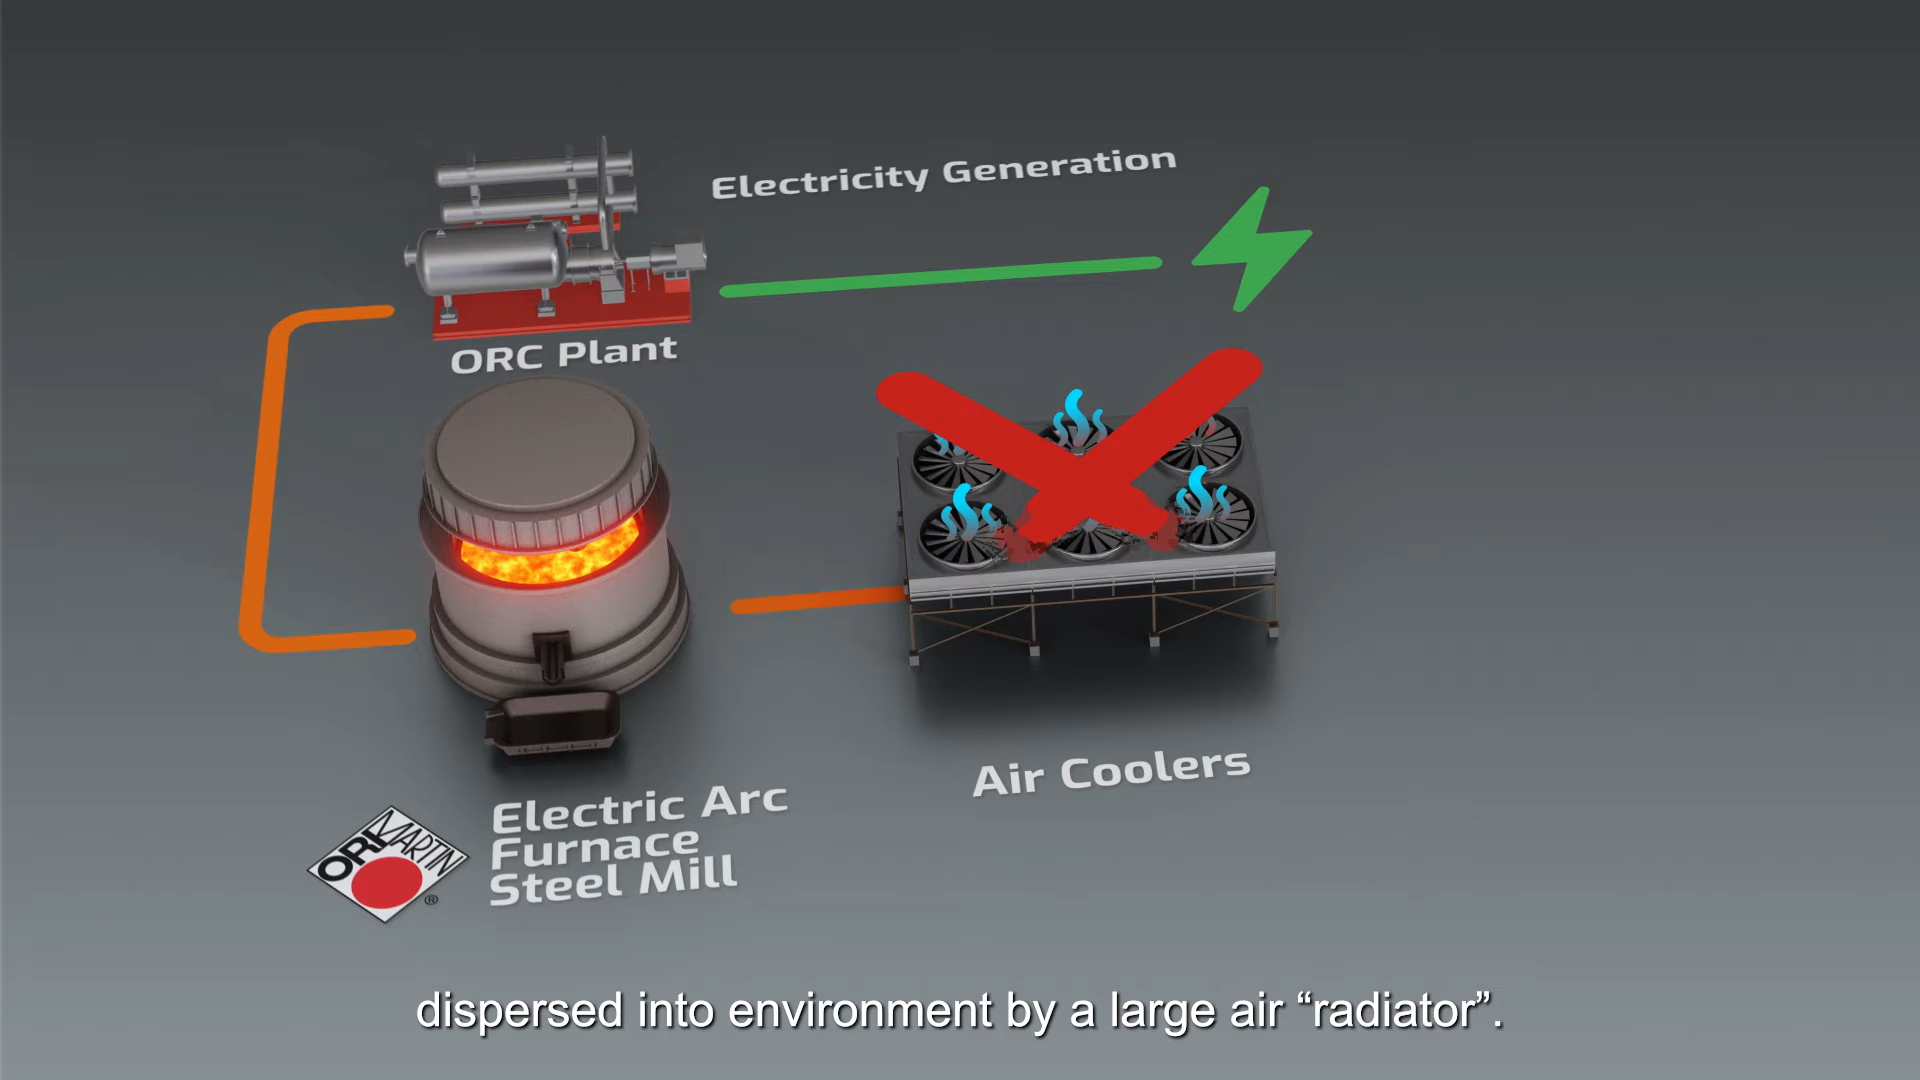 Electricity Generation
ORC Plant
Air Coolers
Electric Arc
Furnace
Steel Mill
ORI
MARTIN
®
dispersed into environment by a large air “radiator”.